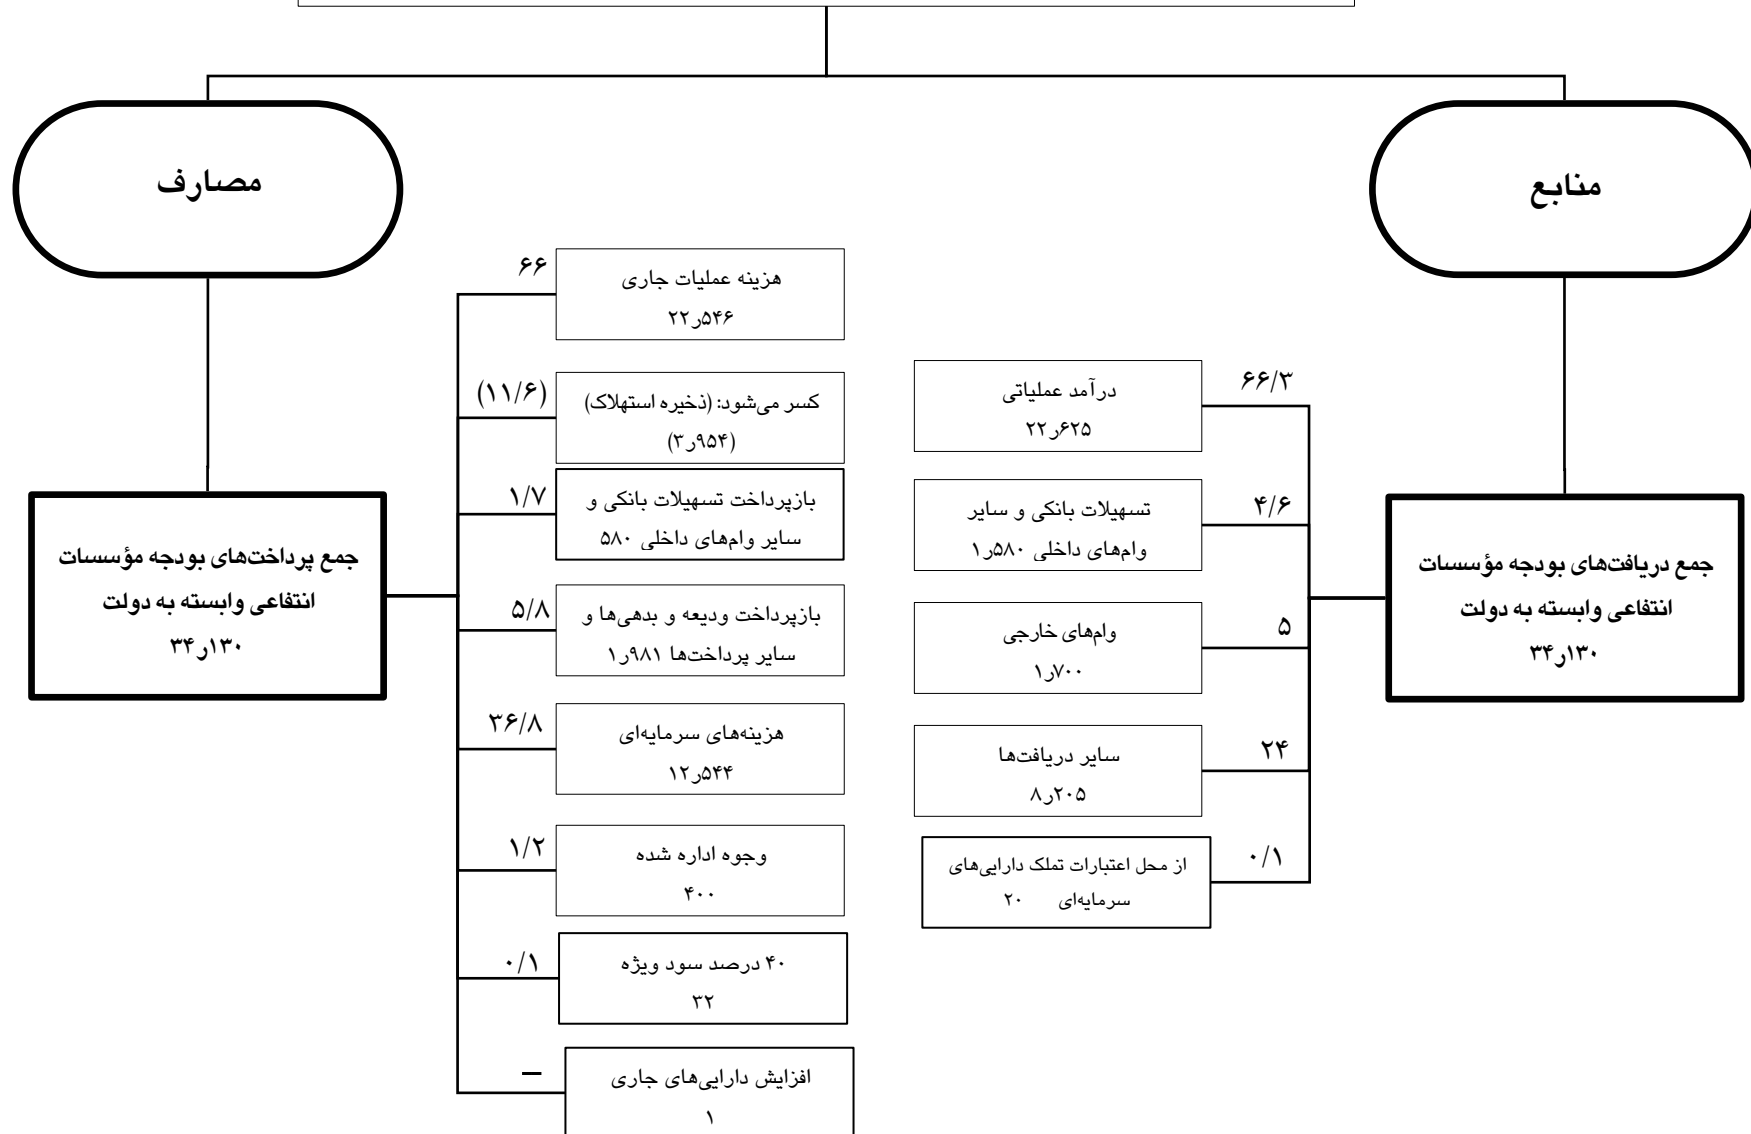 منابع
جمع دریافت‌های بودجه مؤسسات
انتفاعی وابسته به دولت
۳۴٫۱۳۰
۶۶/۳
درآمد عملیاتی
۲۲٫۶۲۵
۴/۶
تسهیلات بانکی و سایر
وام‌های داخلی ۱٫۵۸۰
۵
وام‌های خارجی
۱٫۷۰۰
۲۴
سایر دریافت‌ها
۸٫۲۰۵
۰/۱
از محل اعتبارات تملک دارایی‌های
سرمایه‌ای ۲۰
مصارف
جمع پرداخت‌های بودجه مؤسسات
انتفاعی وابسته به دولت
۳۴٫۱۳۰
۶۶
هزینه عملیات جاری
۲۲٫۵۴۶
(۱۱/۶)
کسر می‌شود: (ذخیره استهلاک)
(۳٫۹۵۴)
۱/۷
بازپرداخت تسهیلات بانکی و
سایر وام‌های داخلی ۵۸۰
۵/۸
بازپرداخت ودیعه و بدهی‌ها و
سایر پرداخت‌ها ۱٫۹۸۱
۳۶/۸
هزینه‌های سرمایه‌ای
۱۲٫۵۴۴
۱/۲
وجوه اداره شده
۴۰۰
۰/۱
۴۰ درصد سود ویژه
۳۲
–
افزایش دارایی‌های جاری
۱